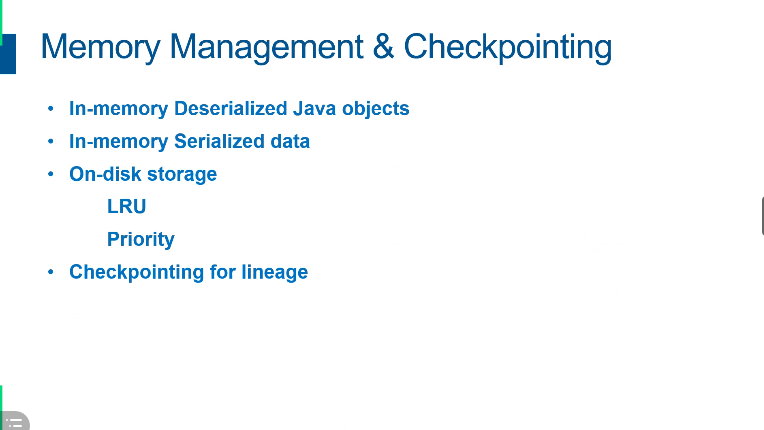 Memory Management & Checkpointing
• In-memory Deserialized Java objects
• In-memory Serialized data
• On-disk storage
LRU
Priority
• Checkpointing for lineage